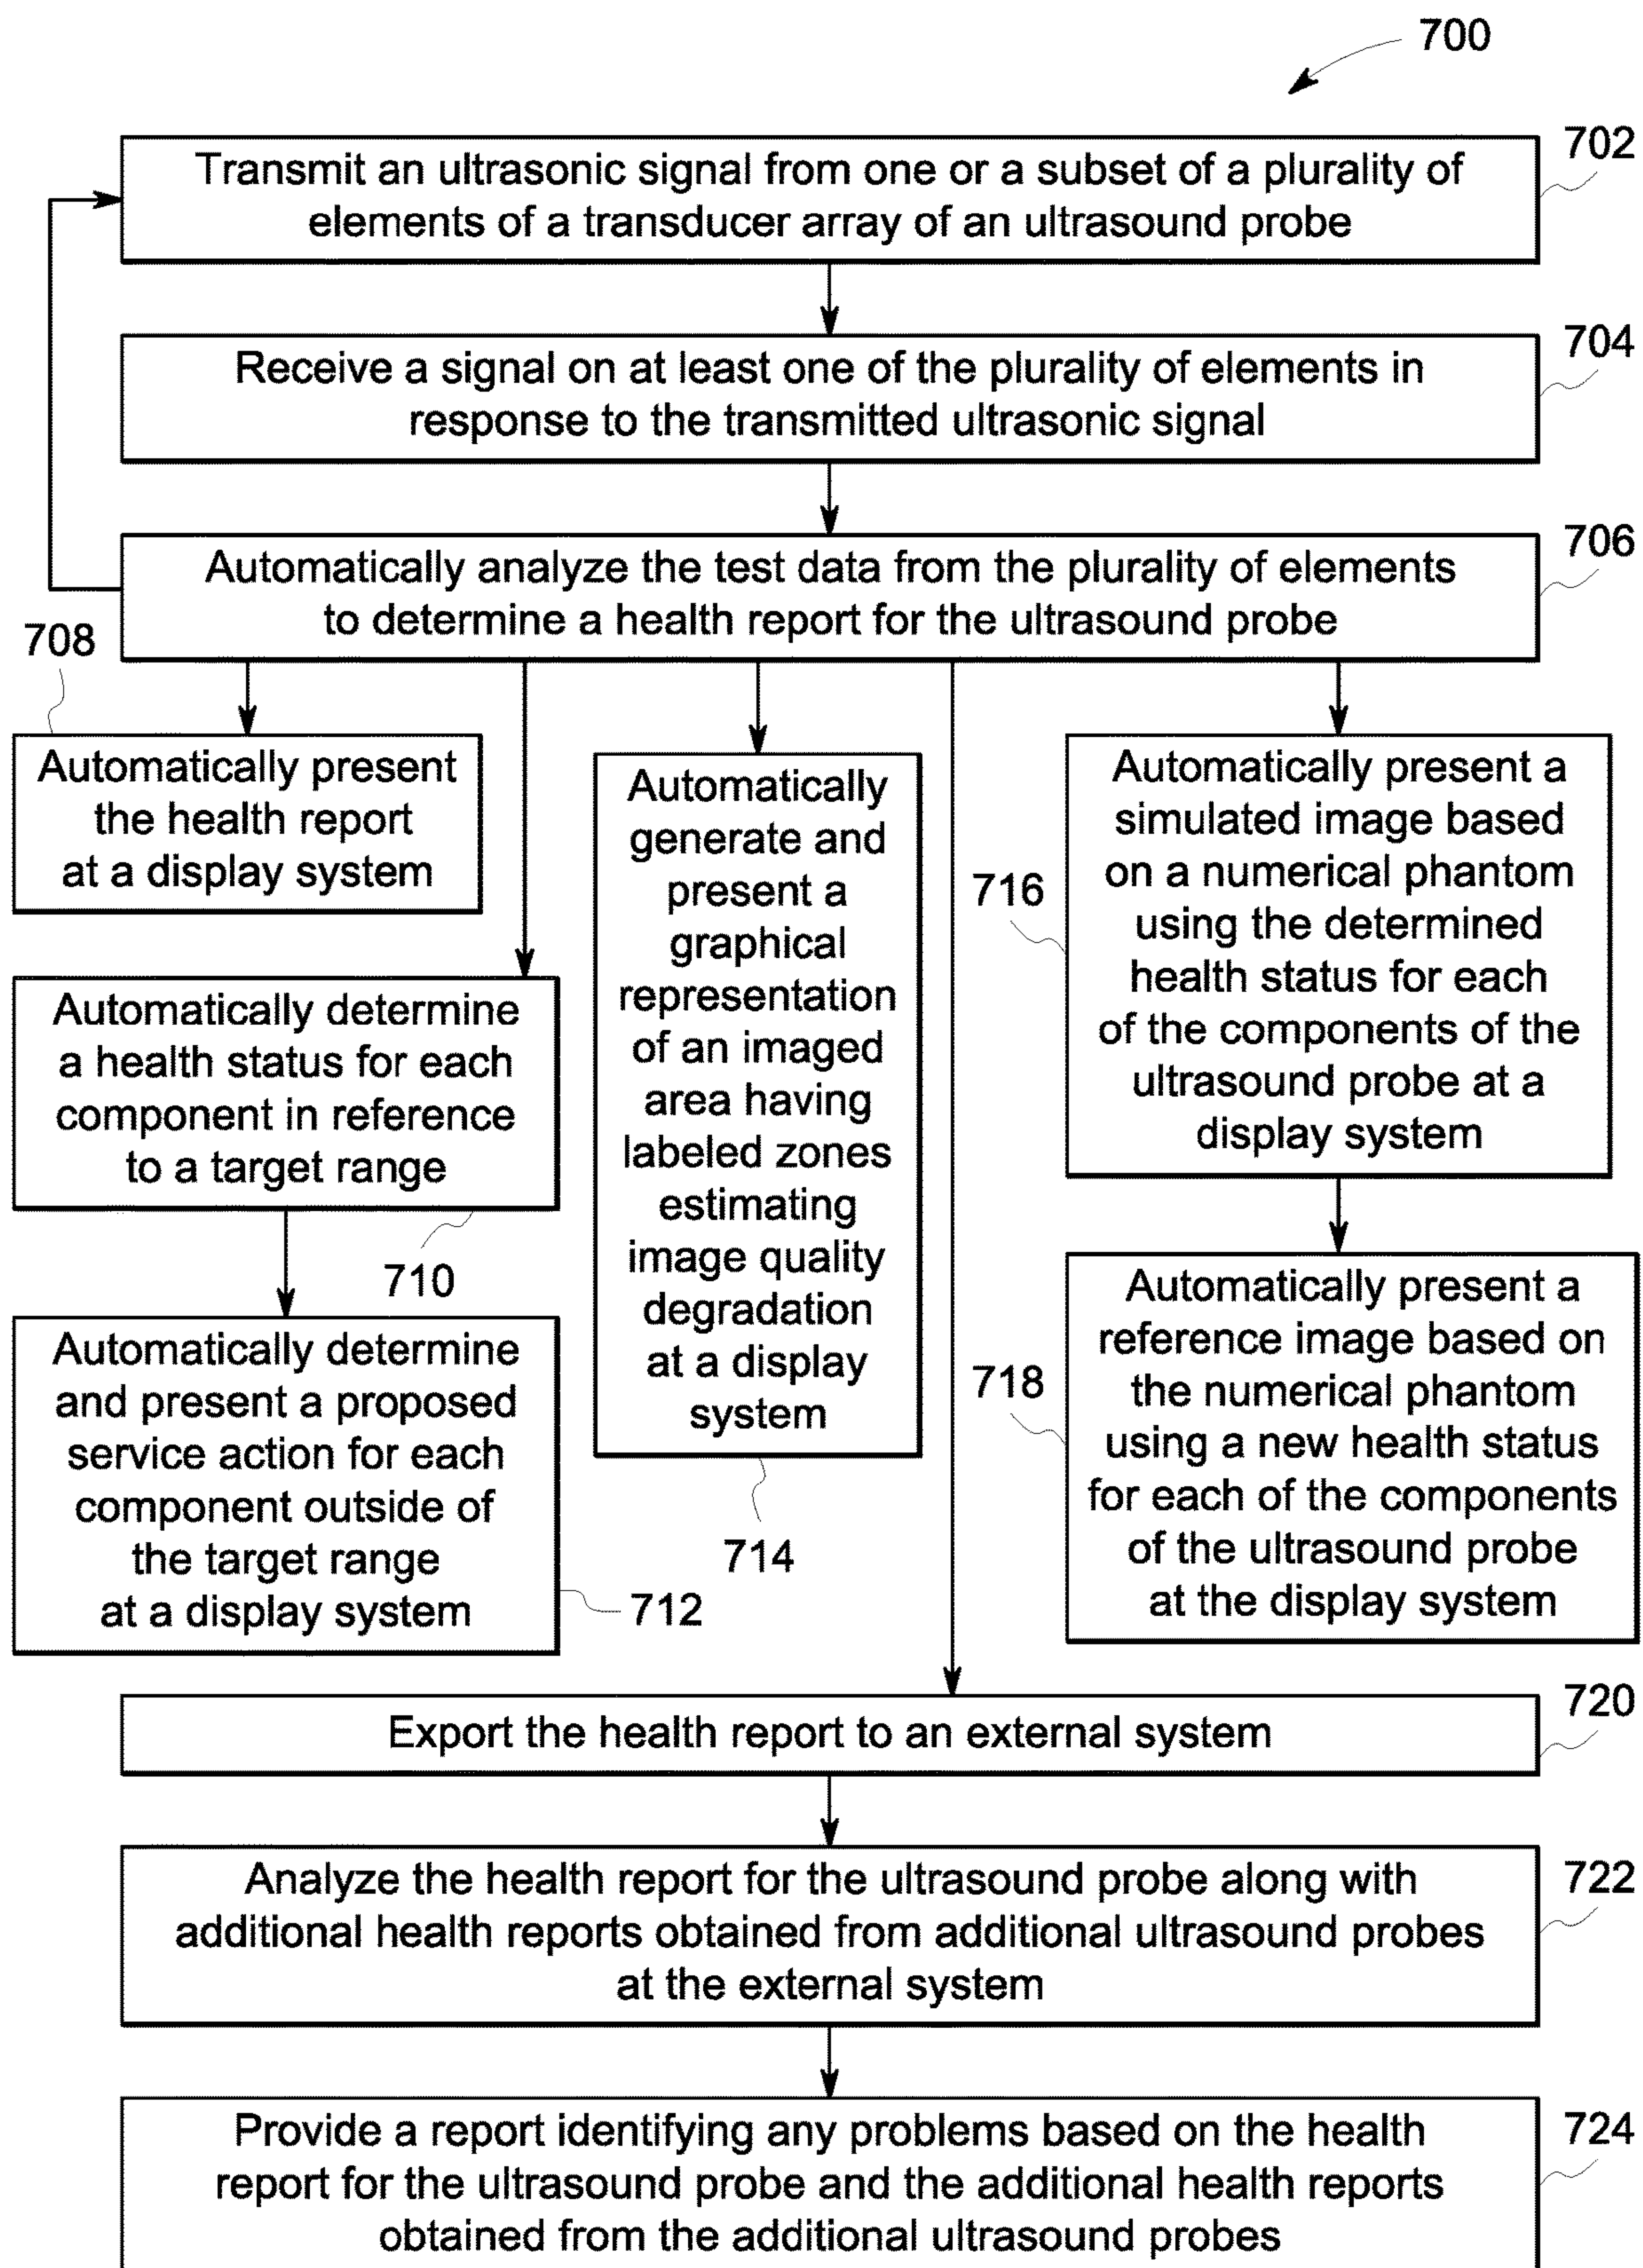 700
702
Transmit an ultrasonic signal from one or a subset of a plurality of
elements of a transducer array of an ultrasound probe
704
Receive a signal on at least one of the plurality of elements in
response to the transmitted ultrasonic signal
706
Automatically analyze the test data from the plurality of elements
to determine a health report for the ultrasound probe
708
Automatically present
the health report
at a display system
Automatically determine
a health status for each
component in reference
to a target range
710
Automatically determine
and present a proposed
service action for each
component outside of
the target range
at a display system
712
Automatically
generate and
present a
graphical
representation
of an imaged
area having
labeled zones
estimating
image quality
degradation
at a display
system
714
716
Automatically present a
simulated image based
on a numerical phantom
using the determined
health status for each
of the components of the
ultrasound probe at a
display system
718
Automatically present a
reference image based on
the numerical phantom
using a new health status
for each of the components
of the ultrasound probe
at the display system
720
Export the health report to an external system
722
Analyze the health report for the ultrasound probe along with
additional health reports obtained from additional ultrasound probes
at the external system
724
Provide a report identifying any problems based on the health
report for the ultrasound probe and the additional health reports
obtained from the additional ultrasound probes